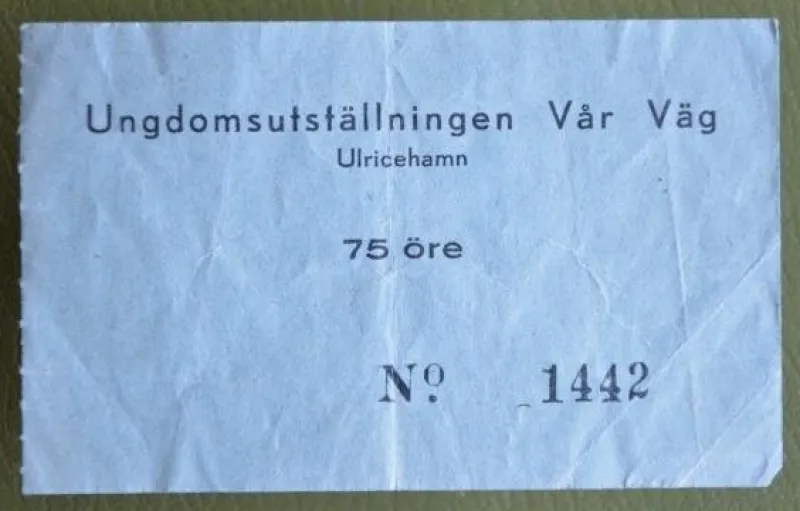 Ungdomsutställningen Vår Väg
Ulricehamn
75 öre
Nº 1442